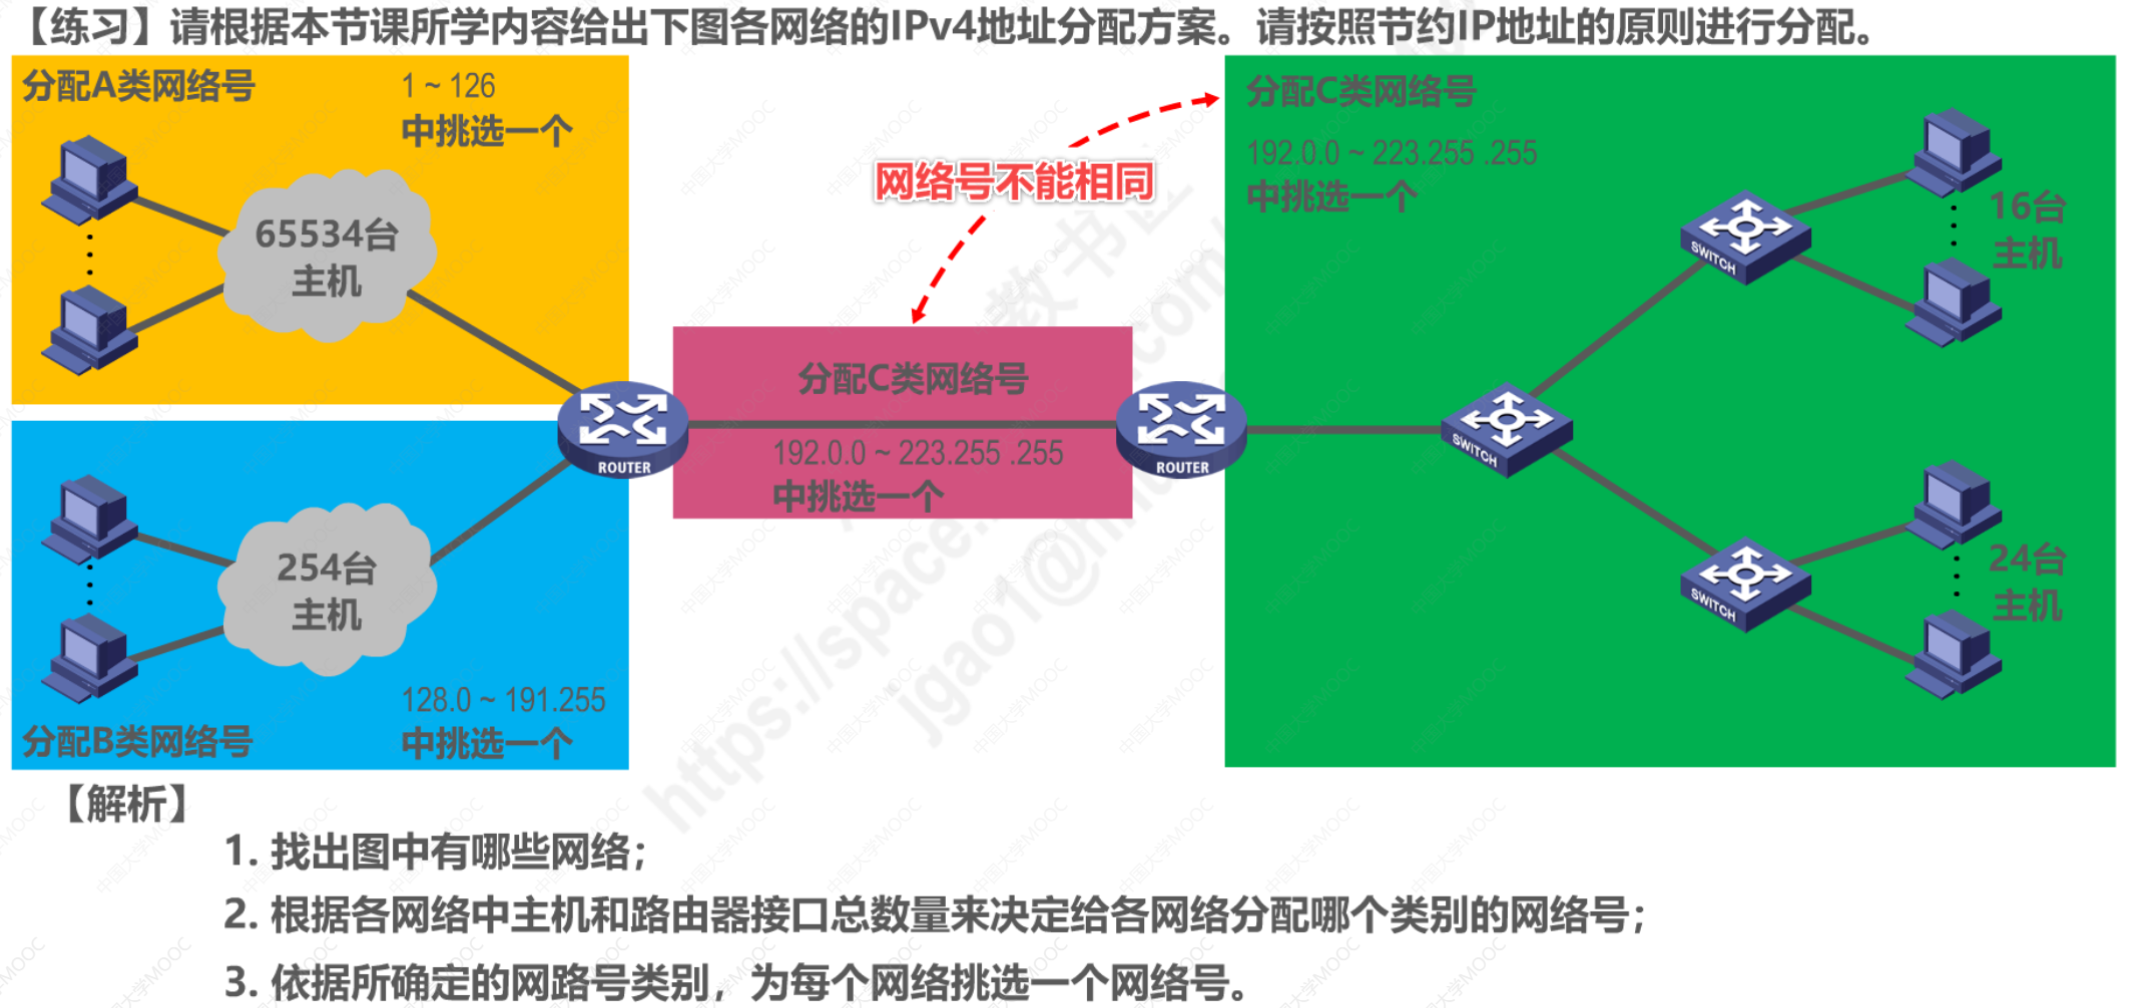 【练习】请根据本节课所学内容给出下图各网络的IPv4地址分配方案。请按照节约IP地址的原则进行分配。
分配A类网络号
1 ~ 126
中挑选一个
65534台
主机
254台
主机
128.0 ~ 191.255
中挑选一个
分配B类网络号
ROUTER
网络号不能相同
分配C类网络号
192.0.0 ~ 223.255 .255
中挑选一个
ROUTER
分配C类网络号
192.0.0 ~ 223.255 .255
中挑选一个
SWITCH
16台
主机
SWITCH
SWITCH
24台
主机
【解析】
1. 找出图中有哪些网络；
2. 根据各网络中主机和路由器接口总数量来决定给各网络分配哪个类别的网络号；
3. 依据所确定的网路号类别，为每个网络挑选一个网络号。
中国大学MOOC